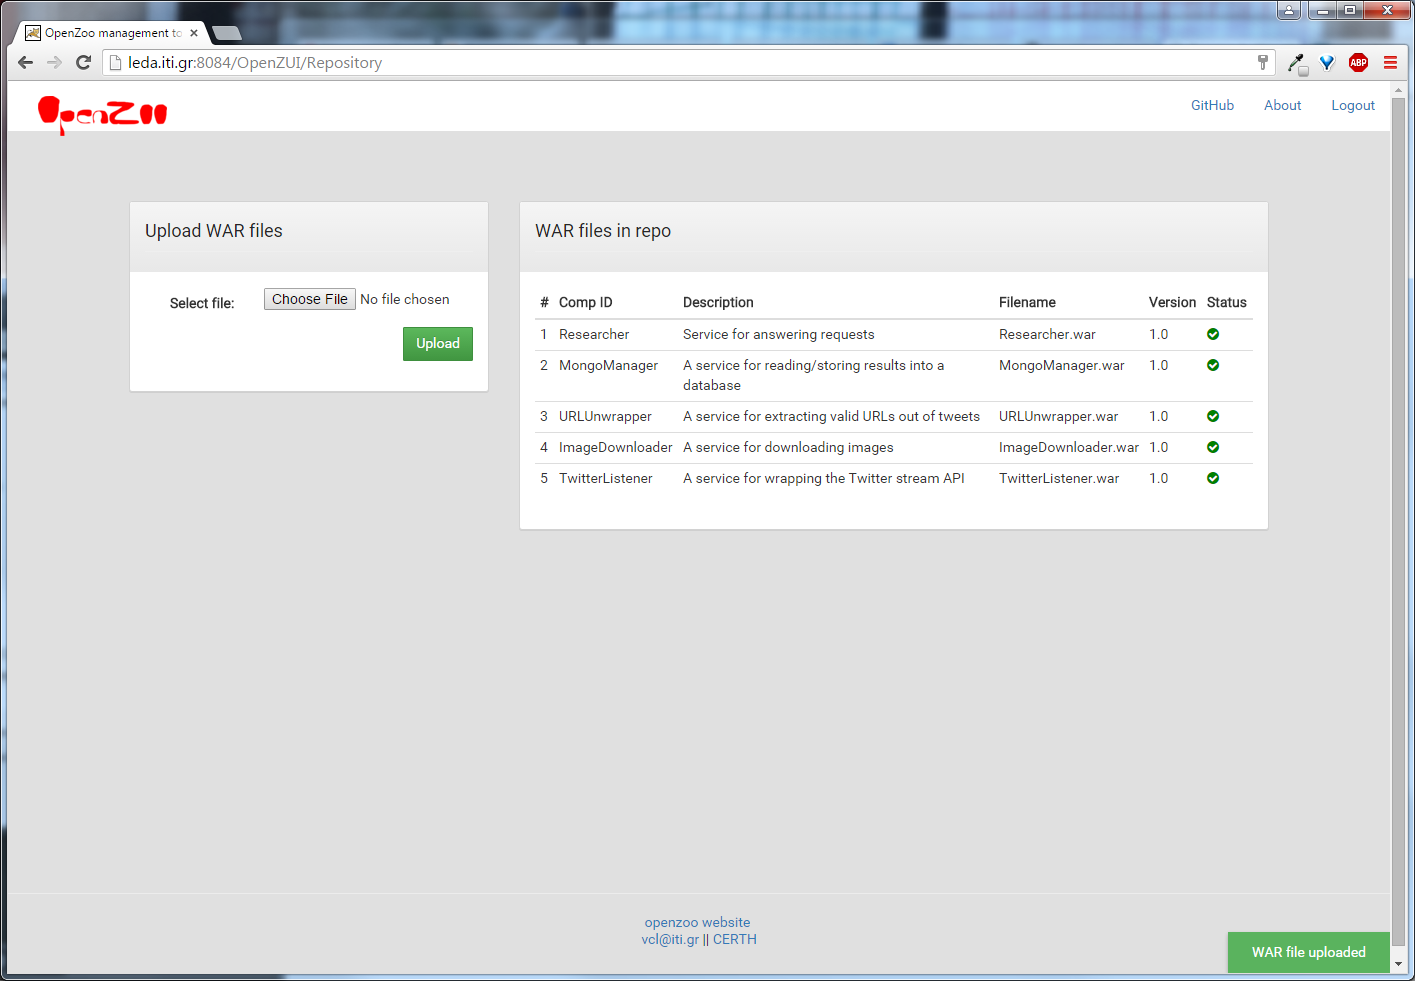 OpenZoo management to
leda.iti.gr:8084/OpenZUI/Repository
ABP
OpenZoo
GitHub About Logout
Upload WAR files
Select file: Choose File No file chosen
Upload
WAR files in repo
# Comp ID Description Filename Version Status
1 Researcher Service for answering requests Researcher.war 1.0
2 MongoManager A service for reading/storing results into a MongoManager.war 1.0
database
3 URLUnwrapper A service for extracting valid URLs out of tweets URLUnwrapper.war 1.0
4 ImageDownloader A service for downloading images ImageDownloader.war 1.0
5 TwitterListener A service for wrapping the Twitter stream API TwitterListener.war 1.0
openzoo website
vcl@iti.gr || CERTH
WAR file uploaded